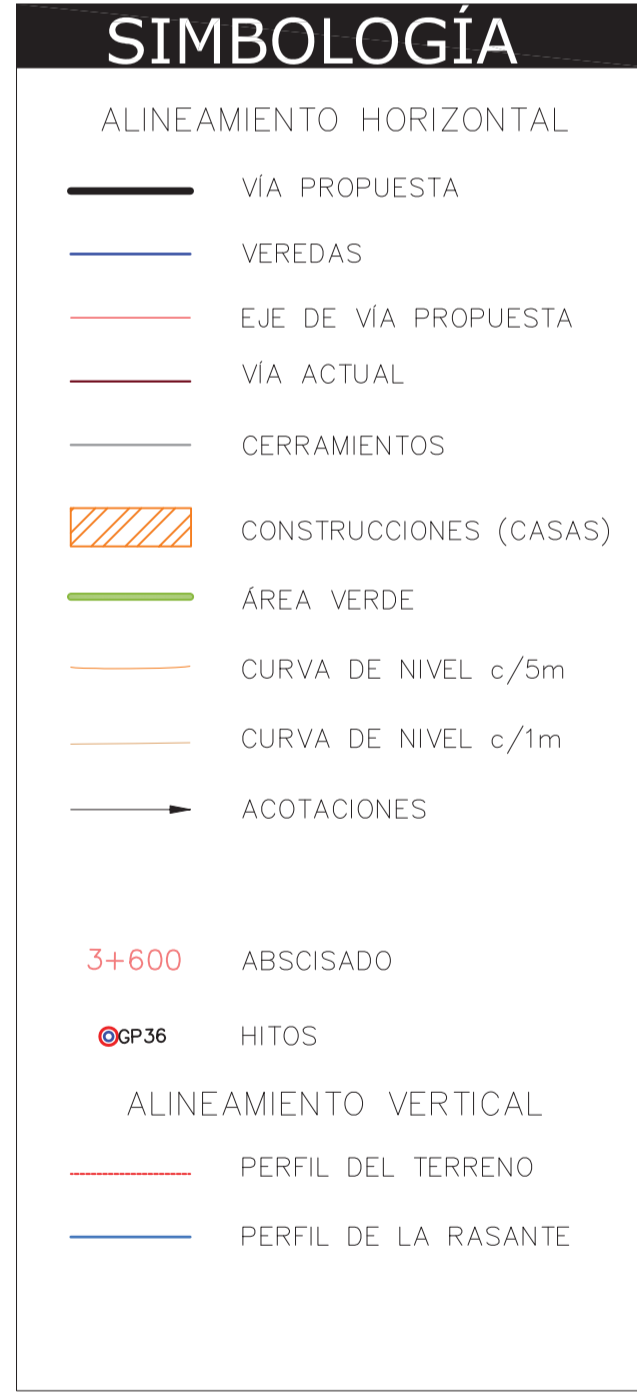 SIMBOLOGÍA
ALINEAMIENTO HORIZONTAL
VÍA PROPUESTA
VEREDAS
EJE DE VÍA PROPUESTA
VÍA ACTUAL
CERRAMIENTOS
CONSTRUCCIONES (CASAS)
ÁREA VERDE
CURVA DE NIVEL c/5m
CURVA DE NIVEL c/1m
ACOTACIONES
3+600 ABSCISADO
GP36 HITOS
ALINEAMIENTO VERTICAL
PERFIL DEL TERRENO
PERFIL DE LA RASANTE